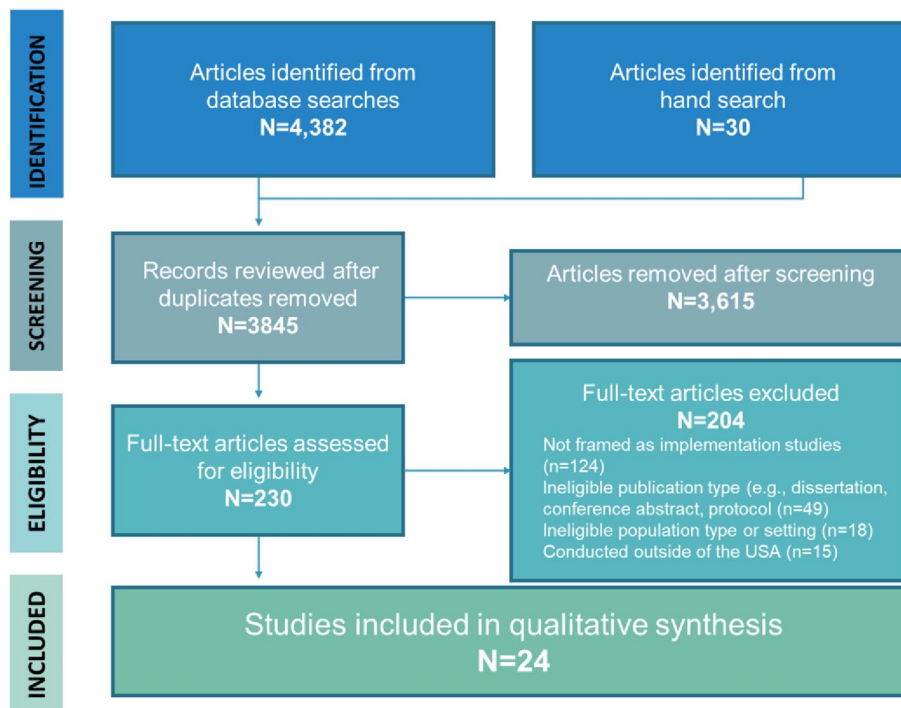 IDENTIFICATION
Articles identified from
database searches
N=4,382
Articles identified from
hand search
N=30
SCREENING
Records reviewed after
duplicates removed
N=3845
Articles removed after screening
N=3,615
ELIGIBILITY
Full-text articles assessed
for eligibility
N=230
Full-text articles excluded
N=204
Not framed as implementation studies
(n=124)
Ineligible publication type (e.g., dissertation,
conference abstract, protocol (n=49)
Ineligible population type or setting (n=18)
Conducted outside of the USA (n=15)
INCLUDED
Studies included in qualitative synthesis
N=24